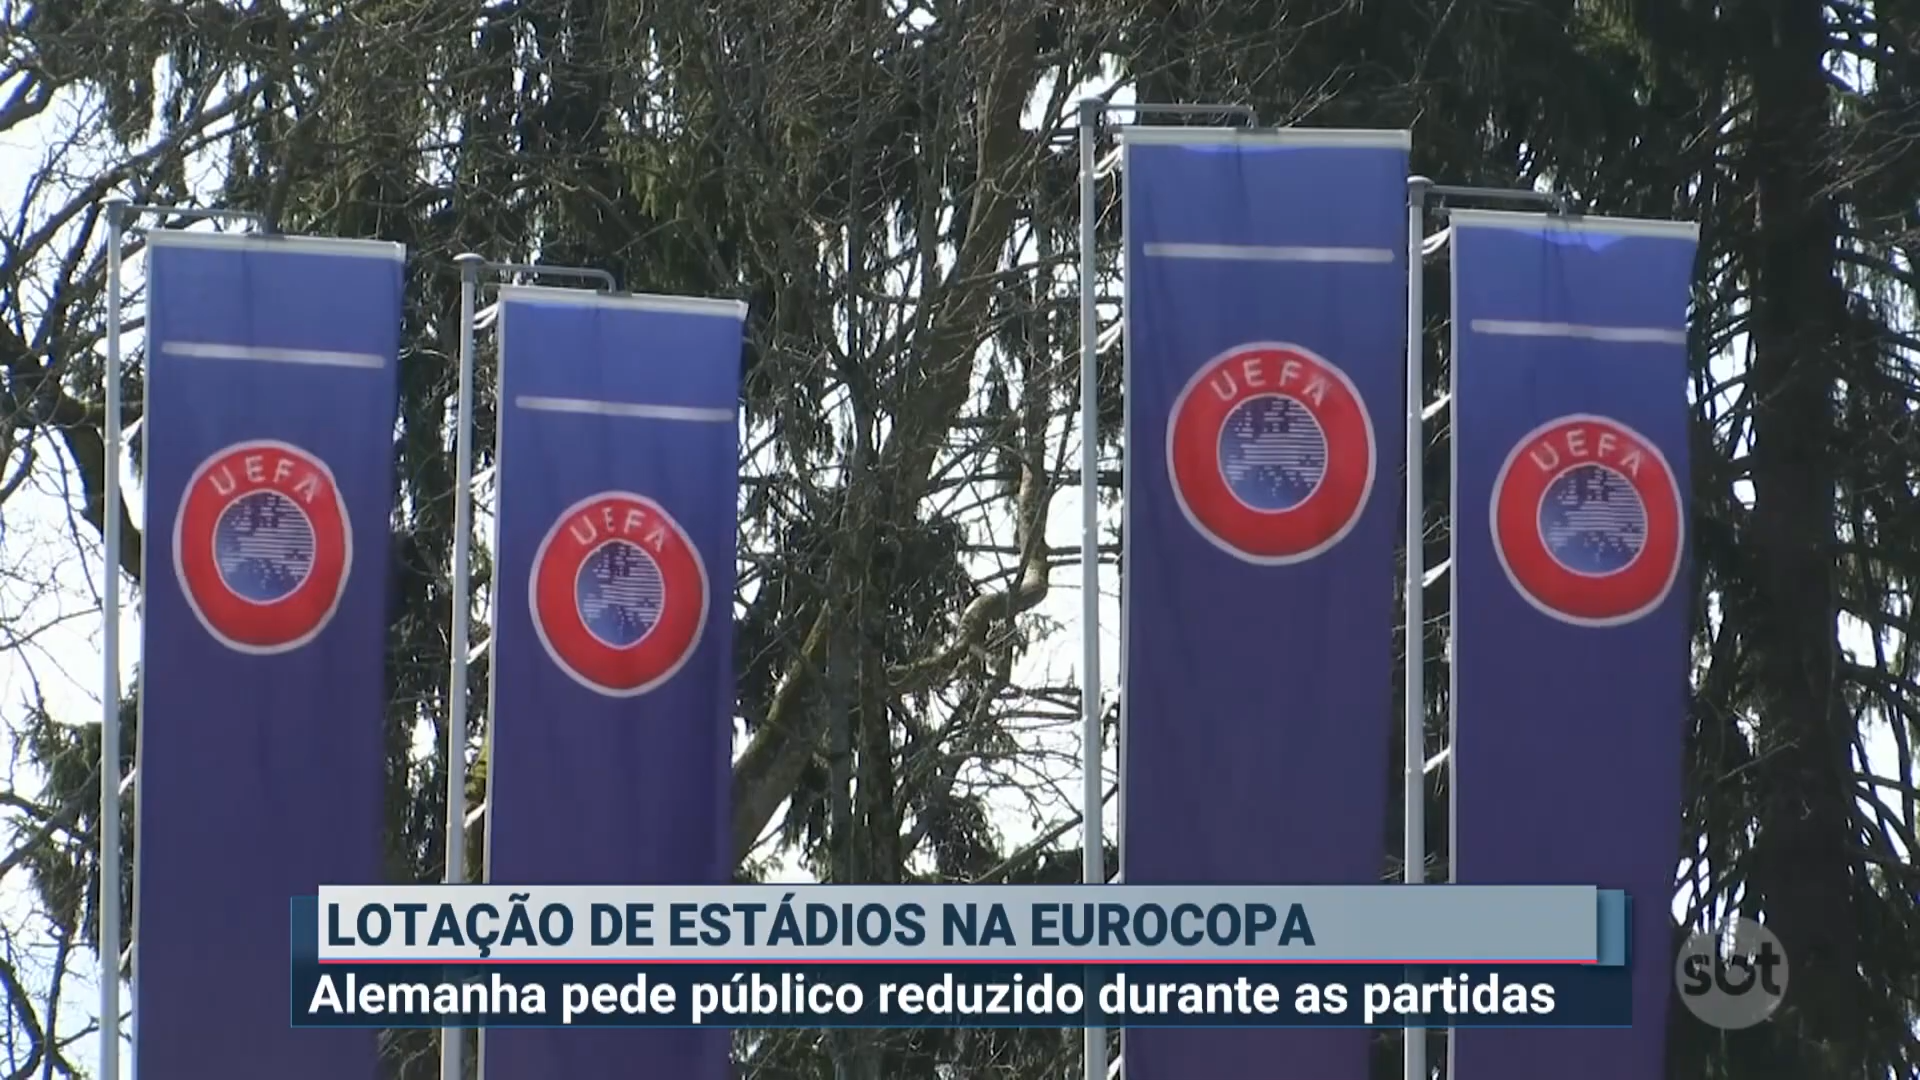 UEFA
UEFA
UEFA
UEFA
LOTAÇÃO DE ESTÁDIOS NA EUROCOPA
Alemanha pede público reduzido durante as partidas
sbt